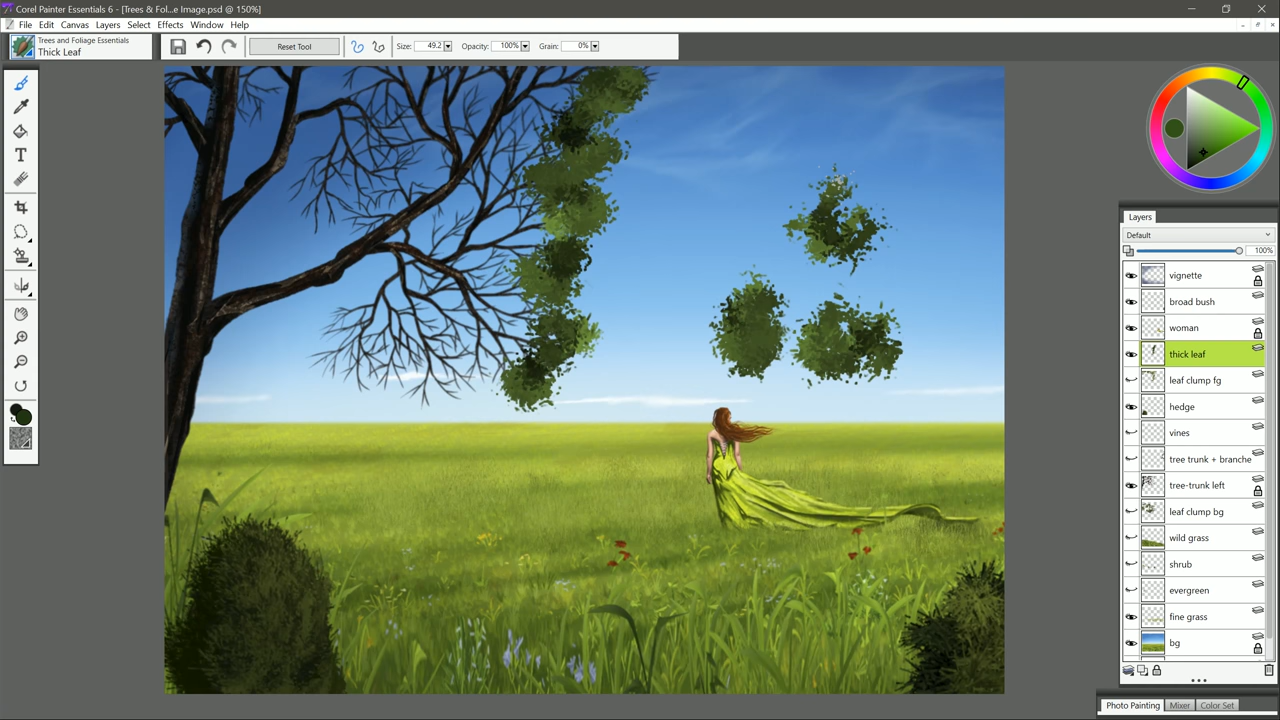 Corel Painter Essentials 6 - [Trees & Fol...e Image.psd @ 150%]
File Edit Canvas Layers Select Effects Window Help
Trees and Foliage Essentials
Thick Leaf
Reset Tool Size: 49.2 Opacity: 100% Grain: 0%
Layers
Default
100%
vignette
broad bush
woman
thick leaf
leaf clump fg
hedge
vines
tree trunk + branche
tree-trunk left
leaf clump bg
wild grass
shrub
evergreen
fine grass
bg
Photo Painting Mixer Color Set